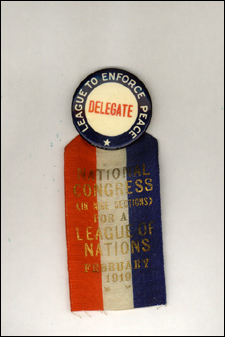 LEAGUE TO ENFORCE PEACE
DELEGATE
NATIONAL
CONGRESS
(IN NINE SECTIONS)
FOR A
LEAGUE OF
NATIONS
FEBRUARY
1919